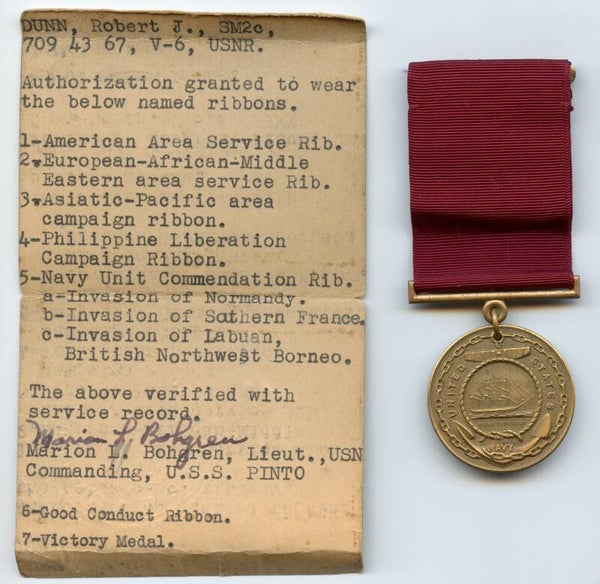 DUNN, Robert J., SM2c,
709 43 67, V-6, USNR.
Authorization granted to wear
the below named ribbons.
1-American Area Service Rib.
2-European-African-Middle
Eastern area service Rib.
3-Asiatic-Pacific area
campaign ribbon.
4-Philippine Liberation
Campaign Ribbon.
5-Navy Unit Commendation Rib.
a-Invasion of Normandy.
b-Invasion of Sothern France.
c-Invasion of Labuan,
British Northwest Borneo.
The above verified with
service record.
Marion L. Bohgren
Marion L. Bohgren, Lieut.,USN
Commanding, U.S.S. PINTO
6-Good Conduct Ribbon.
7-Victory Medal.
UNITED STATES
NAVY